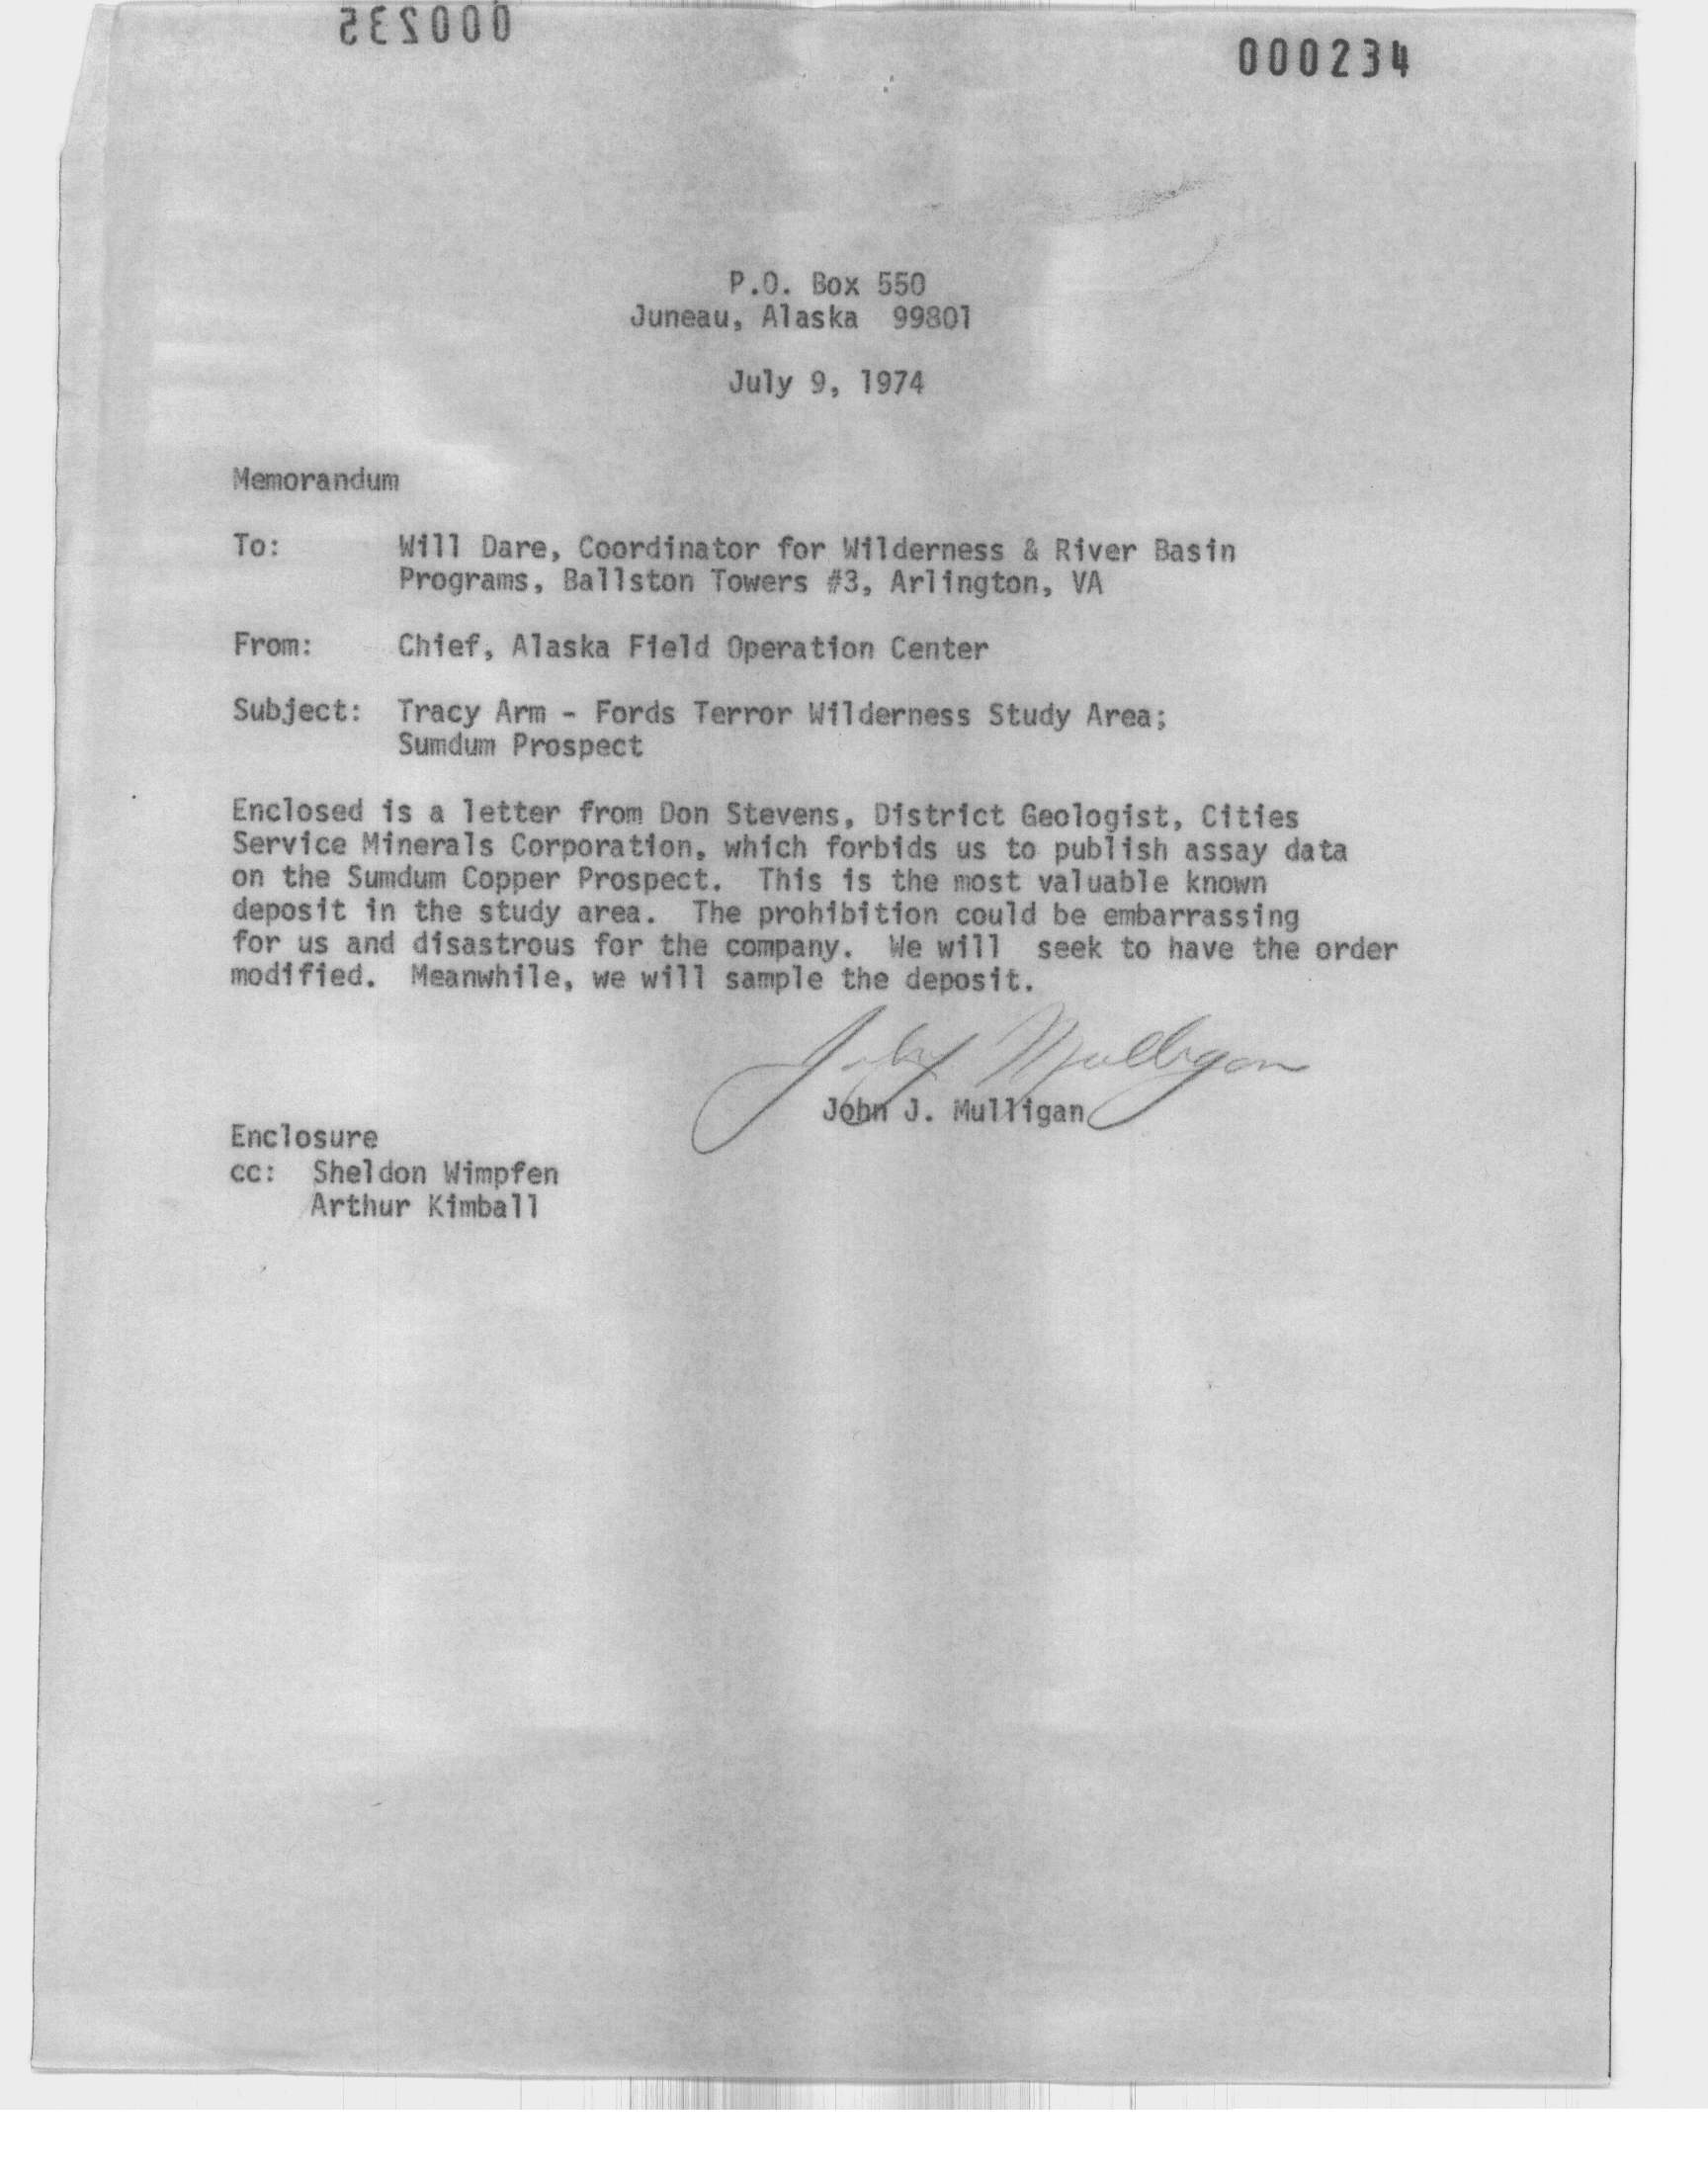 000235
000234
P.O. Box 550
Juneau, Alaska 99801
July 9, 1974
Memorandum
To: Will Dare, Coordinator for Wilderness & River Basin
Programs, Ballston Towers #3, Arlington, VA
From: Chief, Alaska Field Operation Center
Subject: Tracy Arm - Fords Terror Wilderness Study Area;
Sumdum Prospect
Enclosed is a letter from Don Stevens, District Geologist, Cities
Service Minerals Corporation, which forbids us to publish assay data
on the Sumdum Copper Prospect. This is the most valuable known
deposit in the study area. The prohibition could be embarrassing
for us and disastrous for the company. We will seek to have the order
modified. Meanwhile, we will sample the deposit.
John J. Mulligan
John J. Mulligan
Enclosure
cc: Sheldon Wimpfen
Arthur Kimball